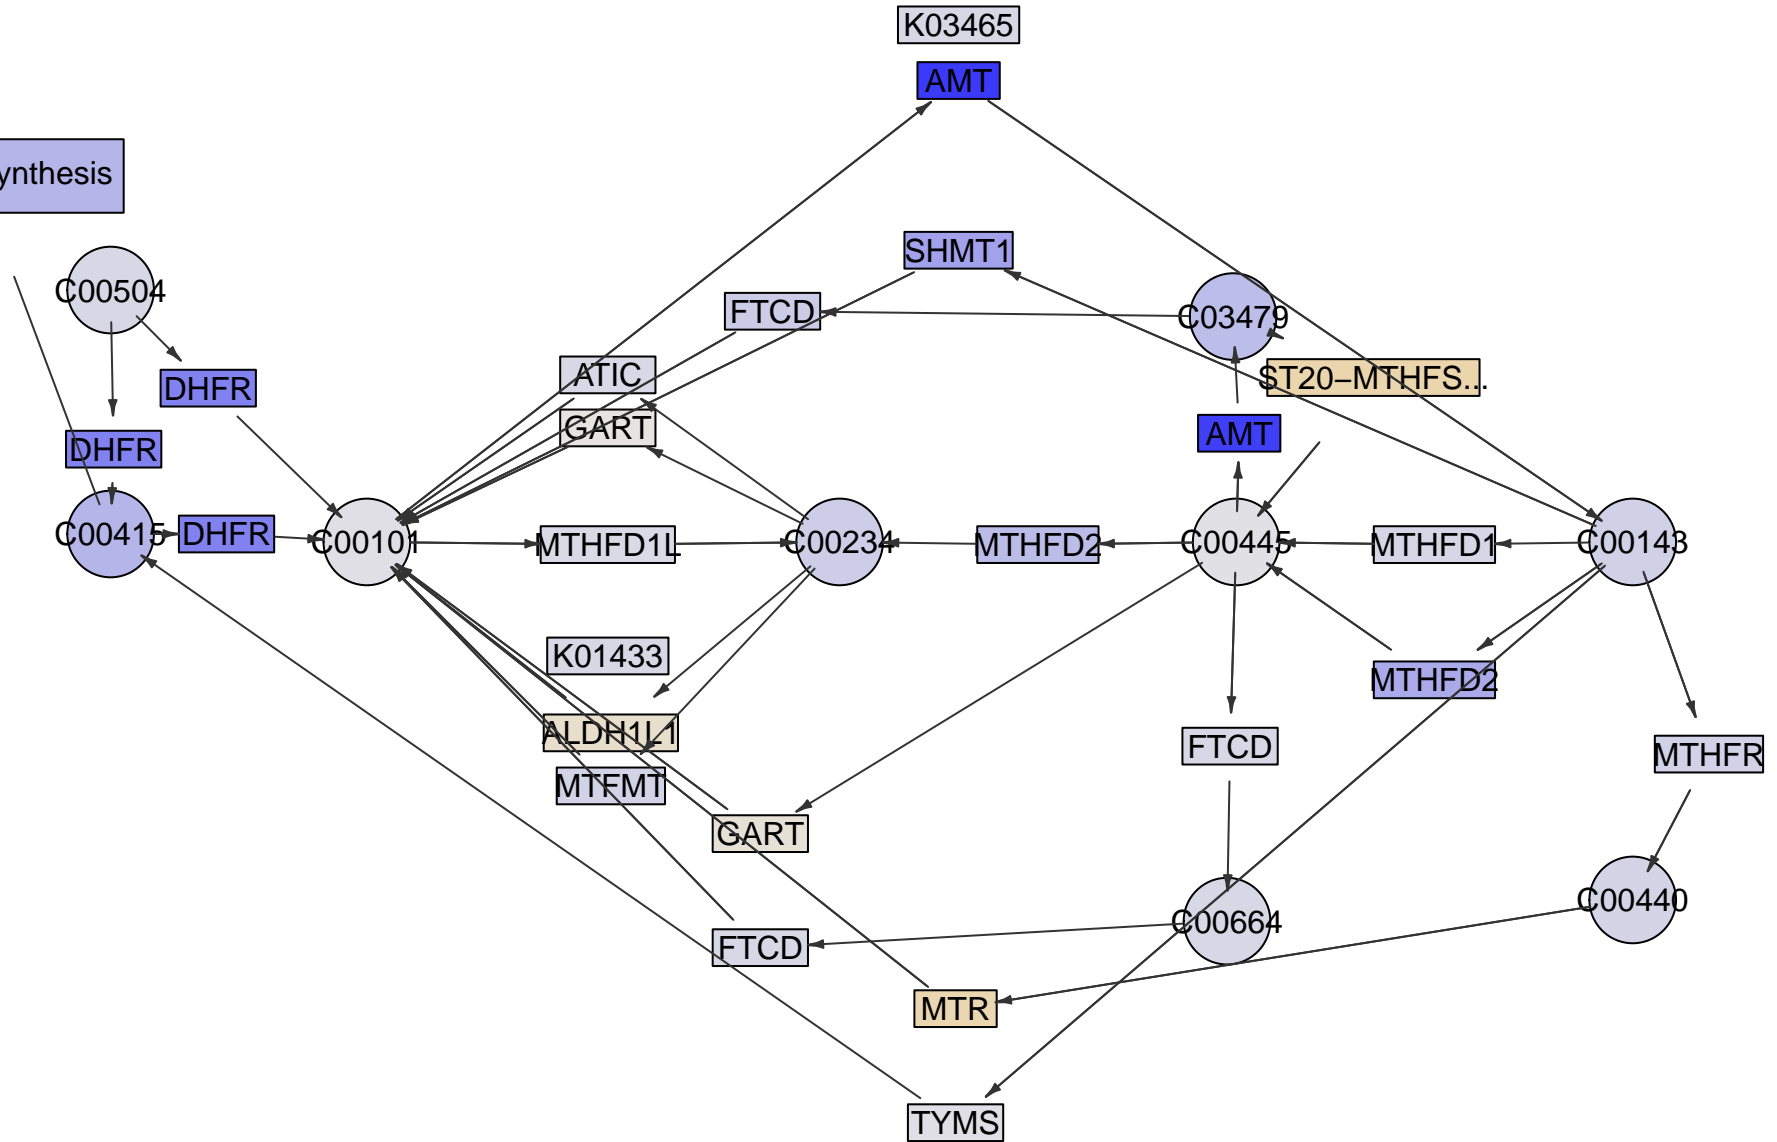 K03465
AMT
ynthesis
SHMT1
C00504
FTCD
C03479
ATIC
ST20−MTHFS...
DHFR
GART
AMT
DHFR
C00415
DHFR
C00101
MTHFD1L
C00234
MTHFD2
C00445
MTHFD1
C00143
K01433
MTHFD2
ALDH1L1
FTCD
MTHFR
MTFMT
GART
C00440
C00664
FTCD
MTR
TYMS